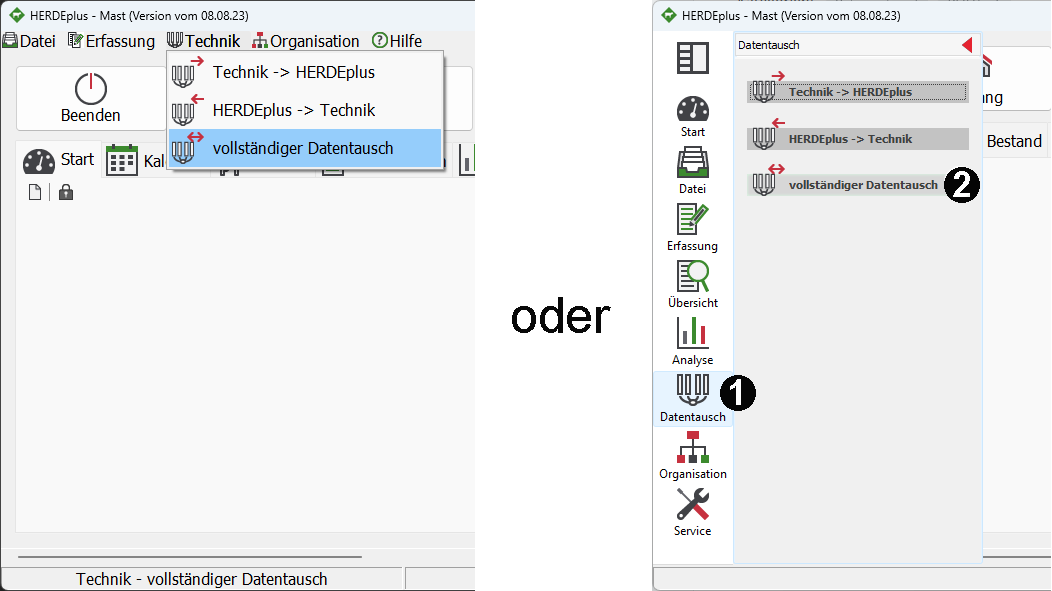 HERDEplus - Mast (Version vom 08.08.23)
Datei Erfassung Technik Organisation Hilfe
Technik -> HERDEplus
HERDEplus -> Technik
vollständiger Datentausch
Beenden
Start
Technik - vollständiger Datentausch
oder
HERDEplus - Mast (Version vom 08.08.23)
Datentausch
Technik -> HERDEplus
HERDEplus -> Technik
vollständiger Datentausch 2
Bestand
Start
Datei
Erfassung
Übersicht
Analyse
1
Datentausch
Organisation
Service